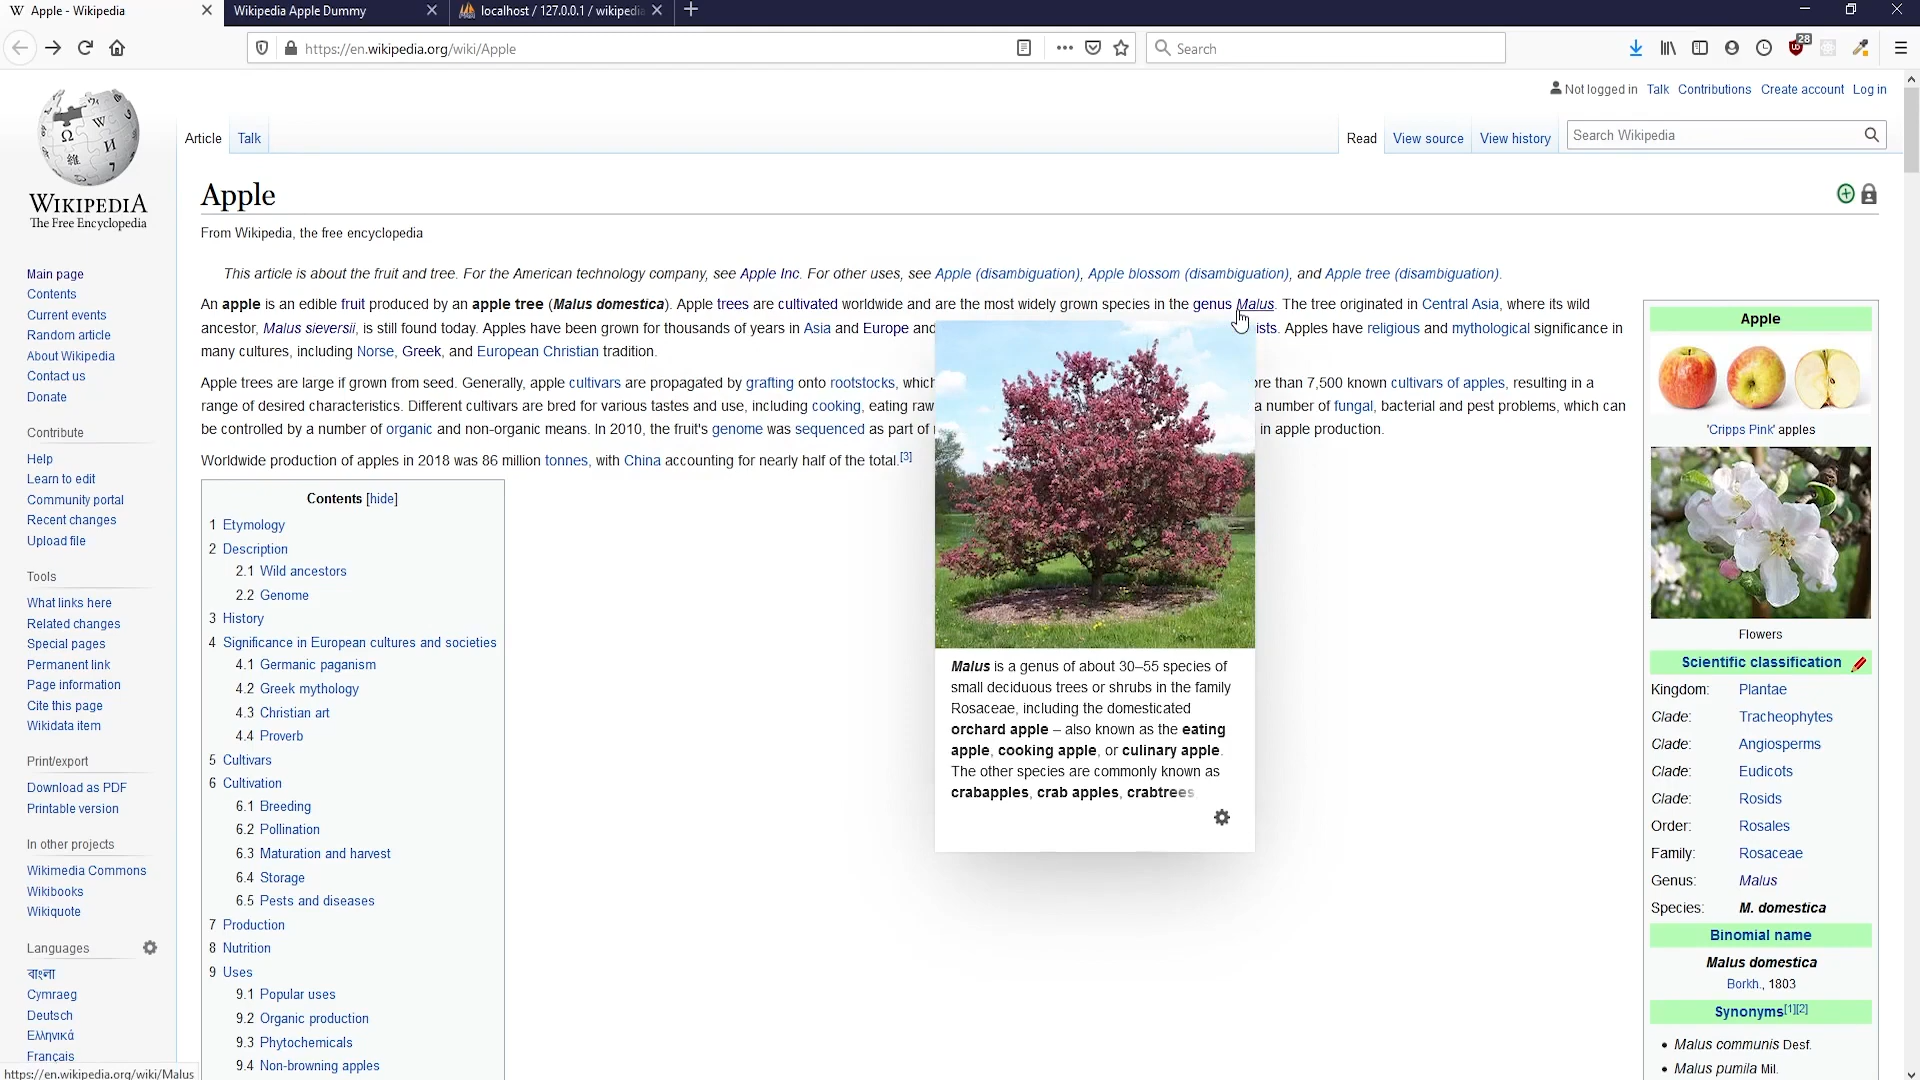 Apple - Wikipedia
Wikipedia Apple Dummy
localhost / 127.0.0.1 / wikipedia
https://en.wikipedia.org/wiki/Apple
Search
28
Not logged in Talk Contributions Create account Log in
Article Talk
Read View source View history
Search Wikipedia
WIKIPEDIA
The Free Encyclopedia
Main page
Contents
Current events
Random article
About Wikipedia
Contact us
Donate
Contribute
Help
Learn to edit
Community portal
Recent changes
Upload file
Tools
What links here
Related changes
Special pages
Permanent link
Page information
Cite this page
Wikidata item
Print/export
Download as PDF
Printable version
In other projects
Wikimedia Commons
Wikibooks
Wikiquote
Languages
বাংলা
Cymraeg
Deutsch
Ελληνικά
Français
https://en.wikipedia.org/wiki/Malus
Apple
From Wikipedia, the free encyclopedia
This article is about the fruit and tree. For the American technology company, see Apple Inc. For other uses, see Apple (disambiguation), Apple blossom (disambiguation), and Apple tree (disambiguation).
An apple is an edible fruit produced by an apple tree (Malus domestica). Apple trees are cultivated worldwide and are the most widely grown species in the genus Malus. The tree originated in Central Asia, where its wild
ancestor, Malus sieversii, is still found today. Apples have been grown for thousands of years in Asia and Europe and ists. Apples have religious and mythological significance in
many cultures, including Norse, Greek, and European Christian tradition.
Apple trees are large if grown from seed. Generally, apple cultivars are propagated by grafting onto rootstocks, which ore than 7,500 known cultivars of apples, resulting in a
range of desired characteristics. Different cultivars are bred for various tastes and use, including cooking, eating raw a number of fungal, bacterial and pest problems, which can
be controlled by a number of organic and non-organic means. In 2010, the fruit's genome was sequenced as part of in apple production.
Worldwide production of apples in 2018 was 86 million tonnes, with China accounting for nearly half of the total.[3]
Contents [hide]
1 Etymology
2 Description
2.1 Wild ancestors
2.2 Genome
3 History
4 Significance in European cultures and societies
4.1 Germanic paganism
4.2 Greek mythology
4.3 Christian art
4.4 Proverb
5 Cultivars
6 Cultivation
6.1 Breeding
6.2 Pollination
6.3 Maturation and harvest
6.4 Storage
6.5 Pests and diseases
7 Production
8 Nutrition
9 Uses
9.1 Popular uses
9.2 Organic production
9.3 Phytochemicals
9.4 Non-browning apples
Malus is a genus of about 30–55 species of
small deciduous trees or shrubs in the family
Rosaceae, including the domesticated
orchard apple – also known as the eating
apple, cooking apple, or culinary apple.
The other species are commonly known as
crabapples, crab apples, crabtrees
Apple
'Cripps Pink' apples
Flowers
Scientific classification
Kingdom: Plantae
Clade: Tracheophytes
Clade: Angiosperms
Clade: Eudicots
Clade: Rosids
Order: Rosales
Family: Rosaceae
Genus: Malus
Species: M. domestica
Binomial name
Malus domestica
Borkh., 1803
Synonyms[1][2]
• Malus communis Desf.
• Malus pumila Mil.